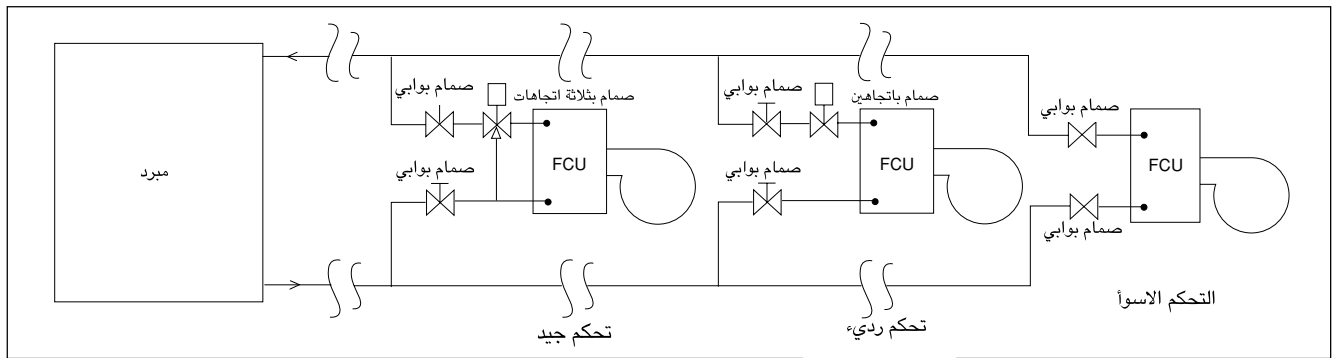 صمام بوابي
صمام بثلاثة اتجاهات
صمام بوابي
صمام باتجاهين
صمام بوابي
مبرد
FCU
صمام بوابي
FCU
صمام بوابي
FCU
صمام بوابي
التحكم الاسوأ
تحكم جيد
تحكم رديء